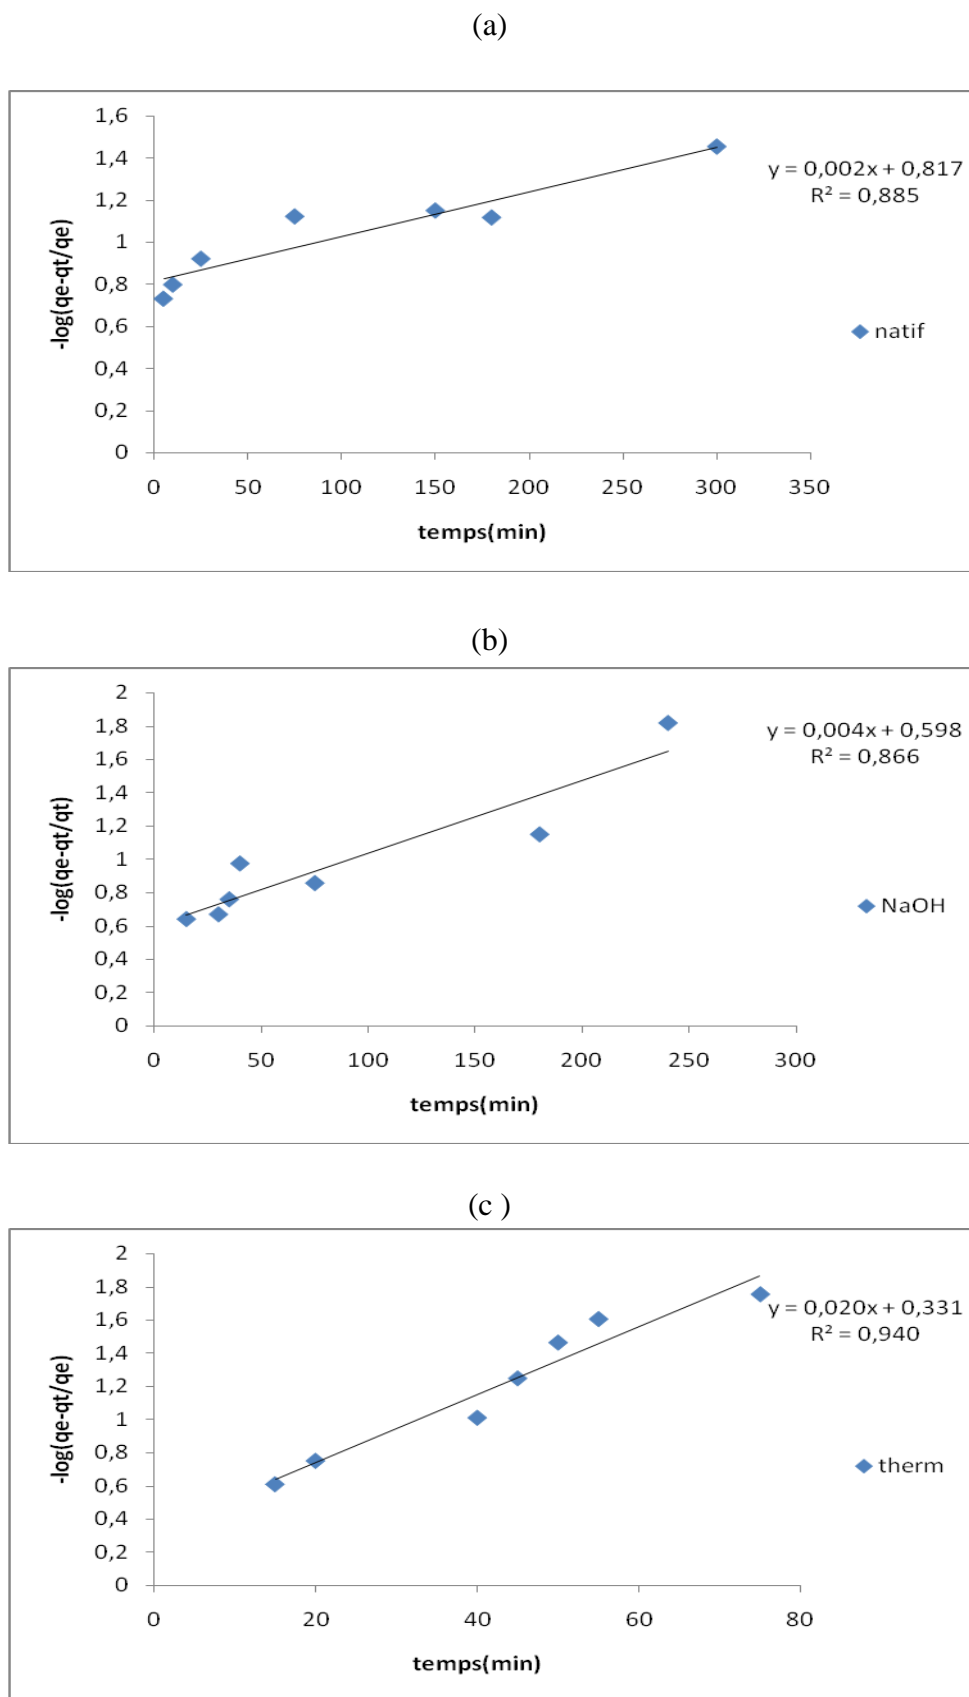 (a)
1,6
1,4
1,2
1
0,8
0,6
0,4
0,2
0
-log(qe-qt/qe)
y = 0,002x + 0,817
R² = 0,885
natif
0 50 100 150 200 250 300 350
temps(min)
(b)
2
1,8
1,6
1,4
1,2
1
0,8
0,6
0,4
0,2
0
-log(qe-qt/qt)
y = 0,004x + 0,598
R² = 0,866
NaOH
0 50 100 150 200 250 300
temps(min)
(c )
2
1,8
1,6
1,4
1,2
1
0,8
0,6
0,4
0,2
0
-log(qe-qt/qe)
y = 0,020x + 0,331
R² = 0,940
therm
0 20 40 60 80
temps(min)